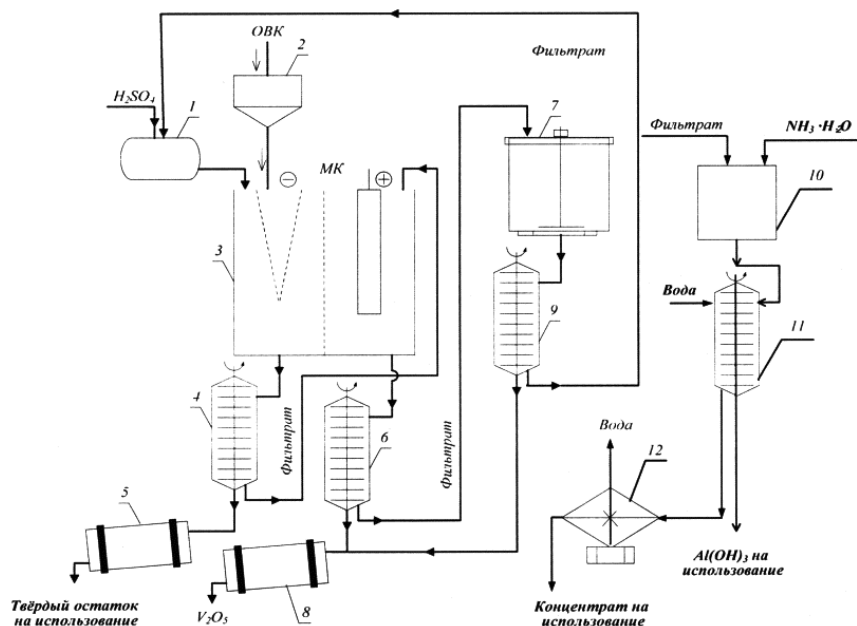 ОВК
2
Фильтрат
H₂SO₄
1
7
МК
Фильтрат
NH₃ ·H₂O
10
3
9
Вода
11
4
Фильтрат
6
Фильтрат
Вода
12
5
8
V₂O₅
Твёрдый остаток
на использование
Концентрат на
использование
Al(OH)₃ на
использование